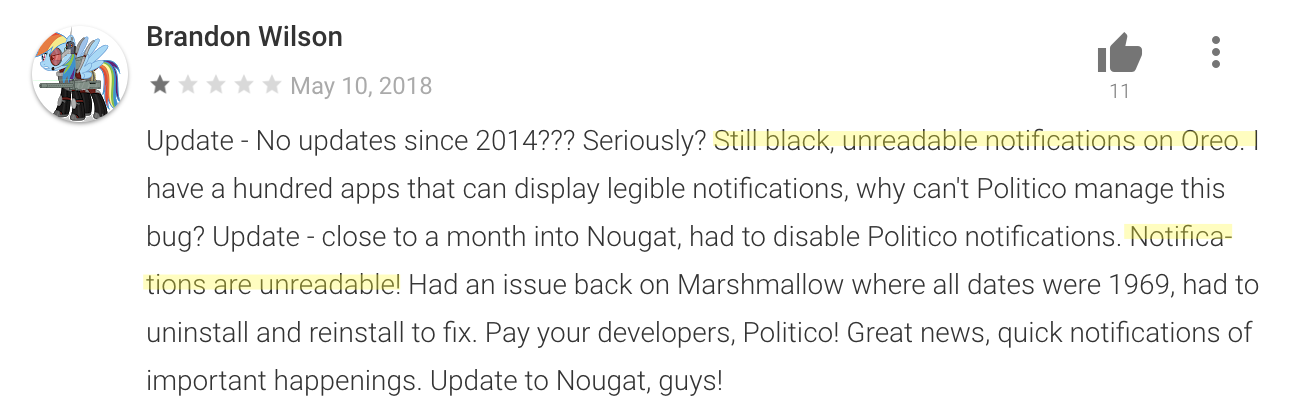 Brandon Wilson
May 10, 2018
11
Update - No updates since 2014??? Seriously? Still black, unreadable notifications on Oreo. I
have a hundred apps that can display legible notifications, why can't Politico manage this
bug? Update - close to a month into Nougat, had to disable Politico notifications. Notifica-
tions are unreadable! Had an issue back on Marshmallow where all dates were 1969, had to
uninstall and reinstall to fix. Pay your developers, Politico! Great news, quick notifications of
important happenings. Update to Nougat, guys!